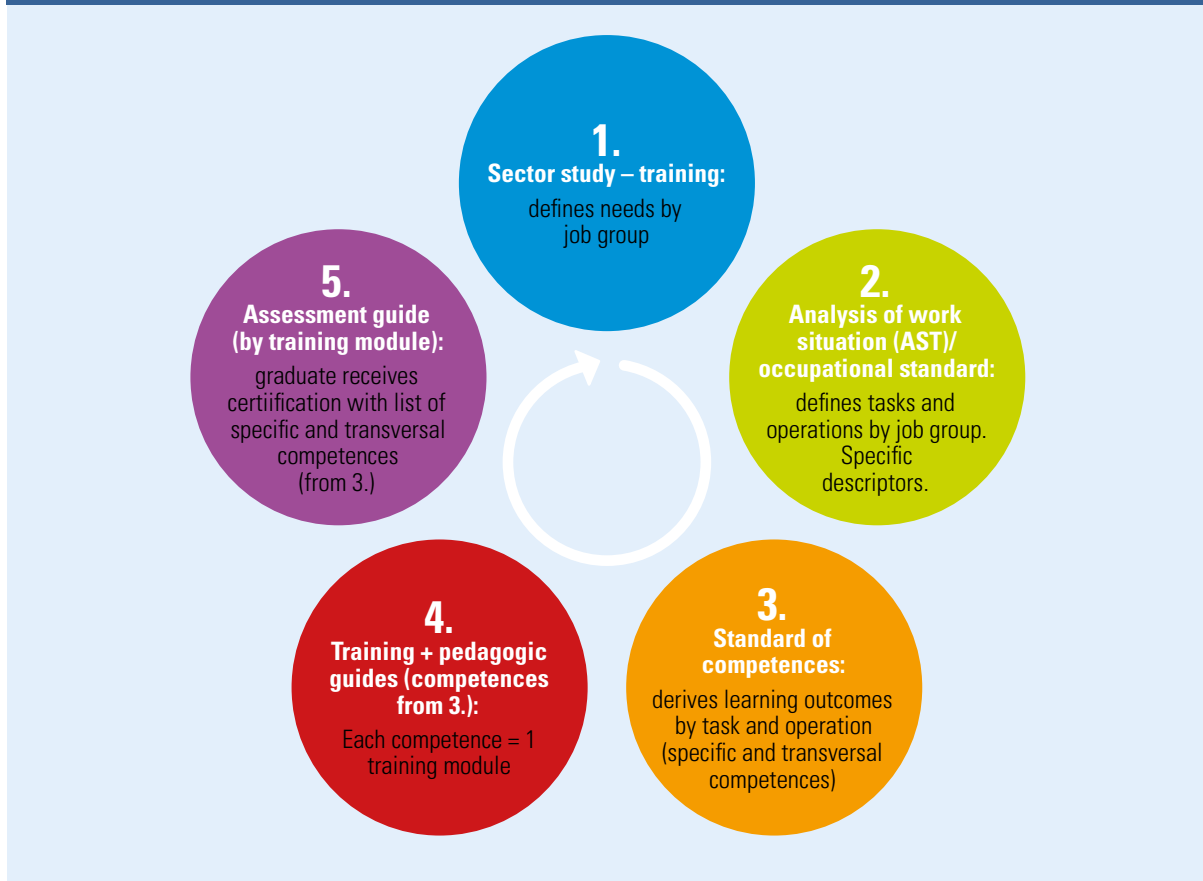 1.
Sector study – training:
defines needs by
job group
2.
Analysis of work
situation (AST)/
occupational standard:
defines tasks and
operations by job group.
Specific
descriptors.
3.
Standard of
competences:
derives learning outcomes
by task and operation
(specific and transversal
competences)
4.
Training + pedagogic
guides (competences
from 3.):
Each competence = 1
training module
5.
Assessment guide
(by training module):
graduate receives
certiification with list of
specific and transversal
competences
(from 3.)